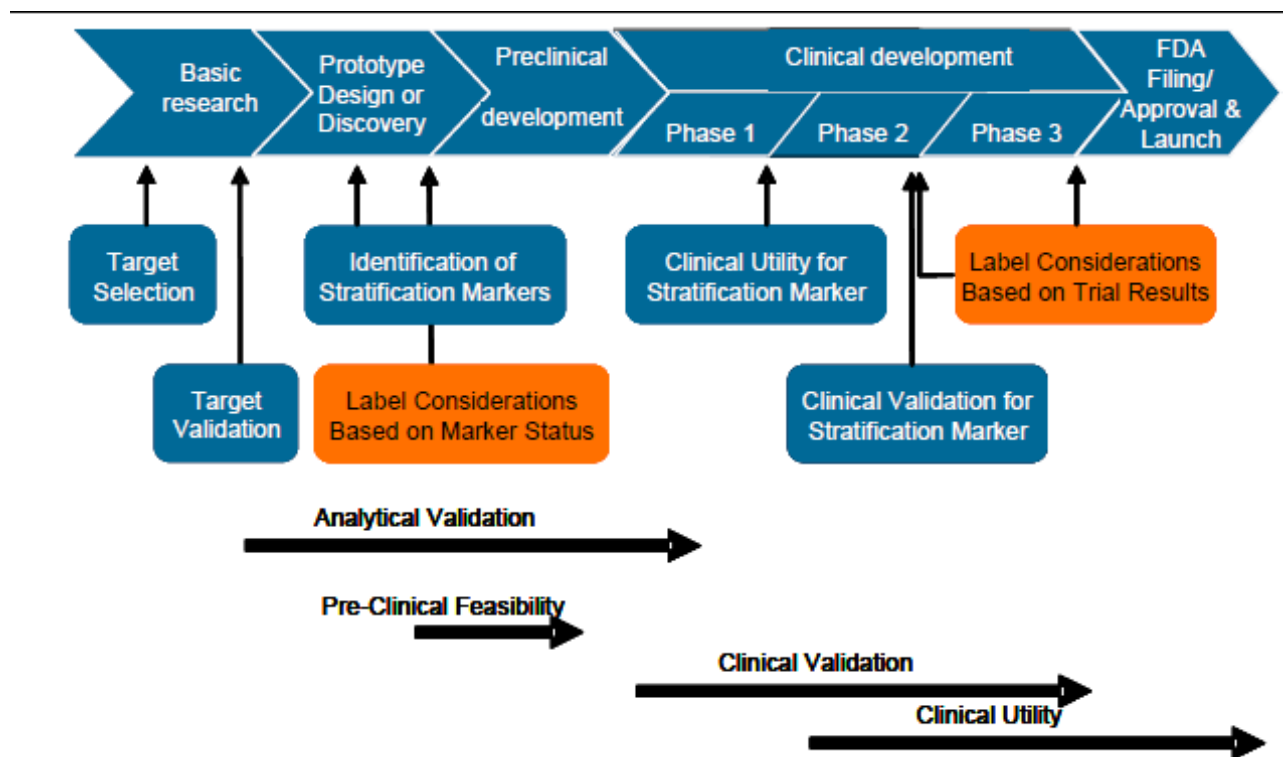 Basic
research
Prototype
Design or
Discovery
Preclinical
development
Clinical development
Phase 1
Phase 2
Phase 3
FDA
Filing/
Approval &
Launch
Target
Selection
Identification of
Stratification Markers
Clinical Utility for
Stratification Marker
Label Considerations
Based on Trial Results
Target
Validation
Label Considerations
Based on Marker Status
Clinical Validation for
Stratification Marker
Analytical Validation
Pre-Clinical Feasibility
Clinical Validation
Clinical Utility